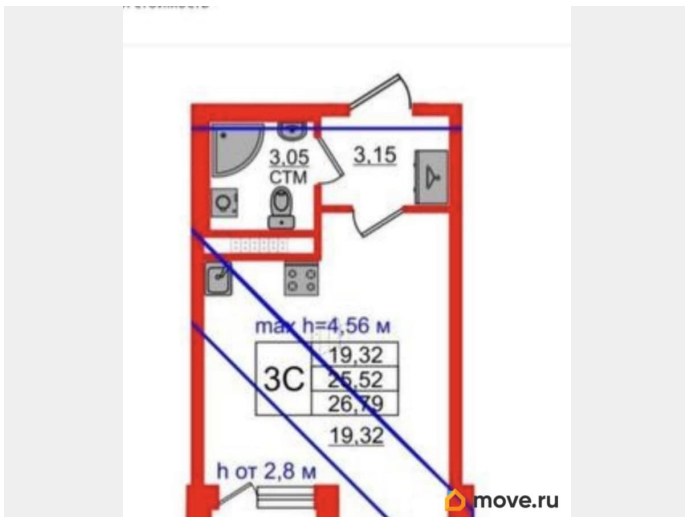 3,05
СТМ
3,15
max h=4,56 м
3С
19,32
25,52
26,79
19,32
h от 2,8 м
move.ru